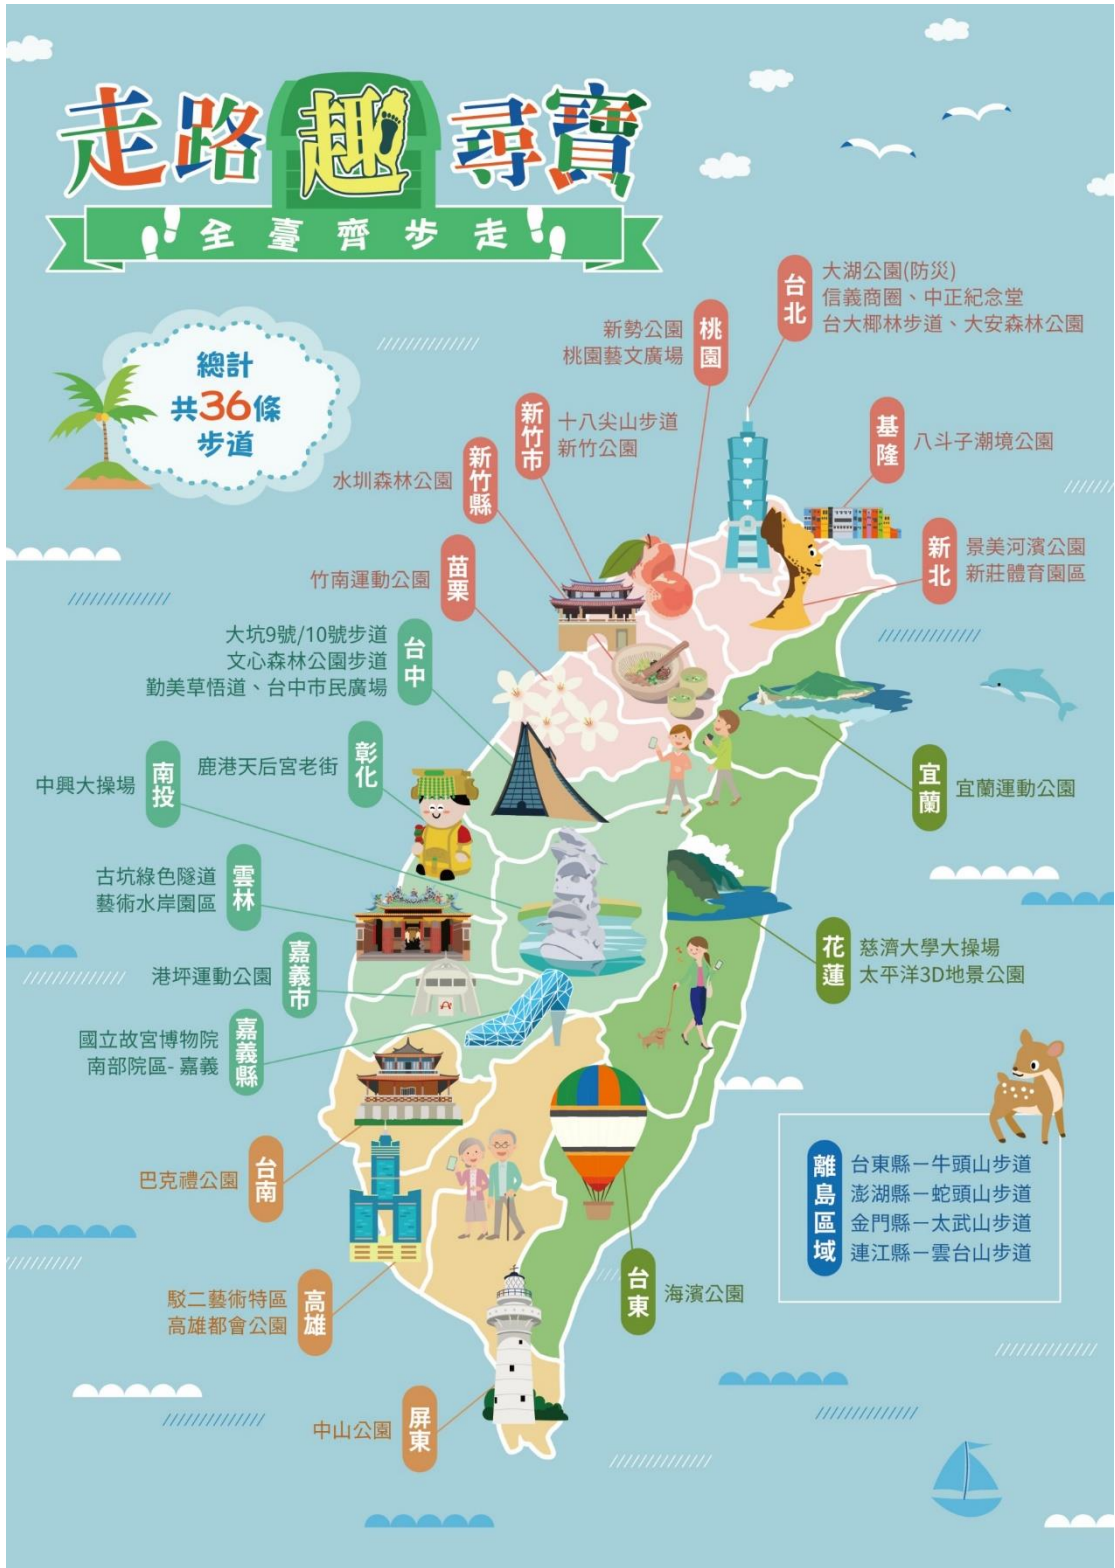 走路趣尋寶
全臺齊步走
總計
共36條
步道
台北
大湖公園(防災)
信義商圈、中正紀念堂
台大椰林步道、大安森林公園
桃園
新勢公園
桃園藝文廣場
新竹市
十八尖山步道
新竹公園
基隆
八斗子潮境公園
新竹縣
水圳森林公園
新北
景美河濱公園
新莊體育園區
苗栗
竹南運動公園
台中
大坑9號/10號步道
文心森林公園步道
勤美草悟道、台中市民廣場
彰化
鹿港天后宮老街
南投
中興大操場
宜蘭
宜蘭運動公園
雲林
古坑綠色隧道
藝術水岸園區
花蓮
慈濟大學大操場
太平洋3D地景公園
嘉義市
港坪運動公園
嘉義縣
國立故宮博物院
南部院區- 嘉義
台南
巴克禮公園
離島區域
台東縣－牛頭山步道
澎湖縣－蛇頭山步道
金門縣－太武山步道
連江縣－雲台山步道
高雄
駁二藝術特區
高雄都會公園
台東
海濱公園
屏東
中山公園